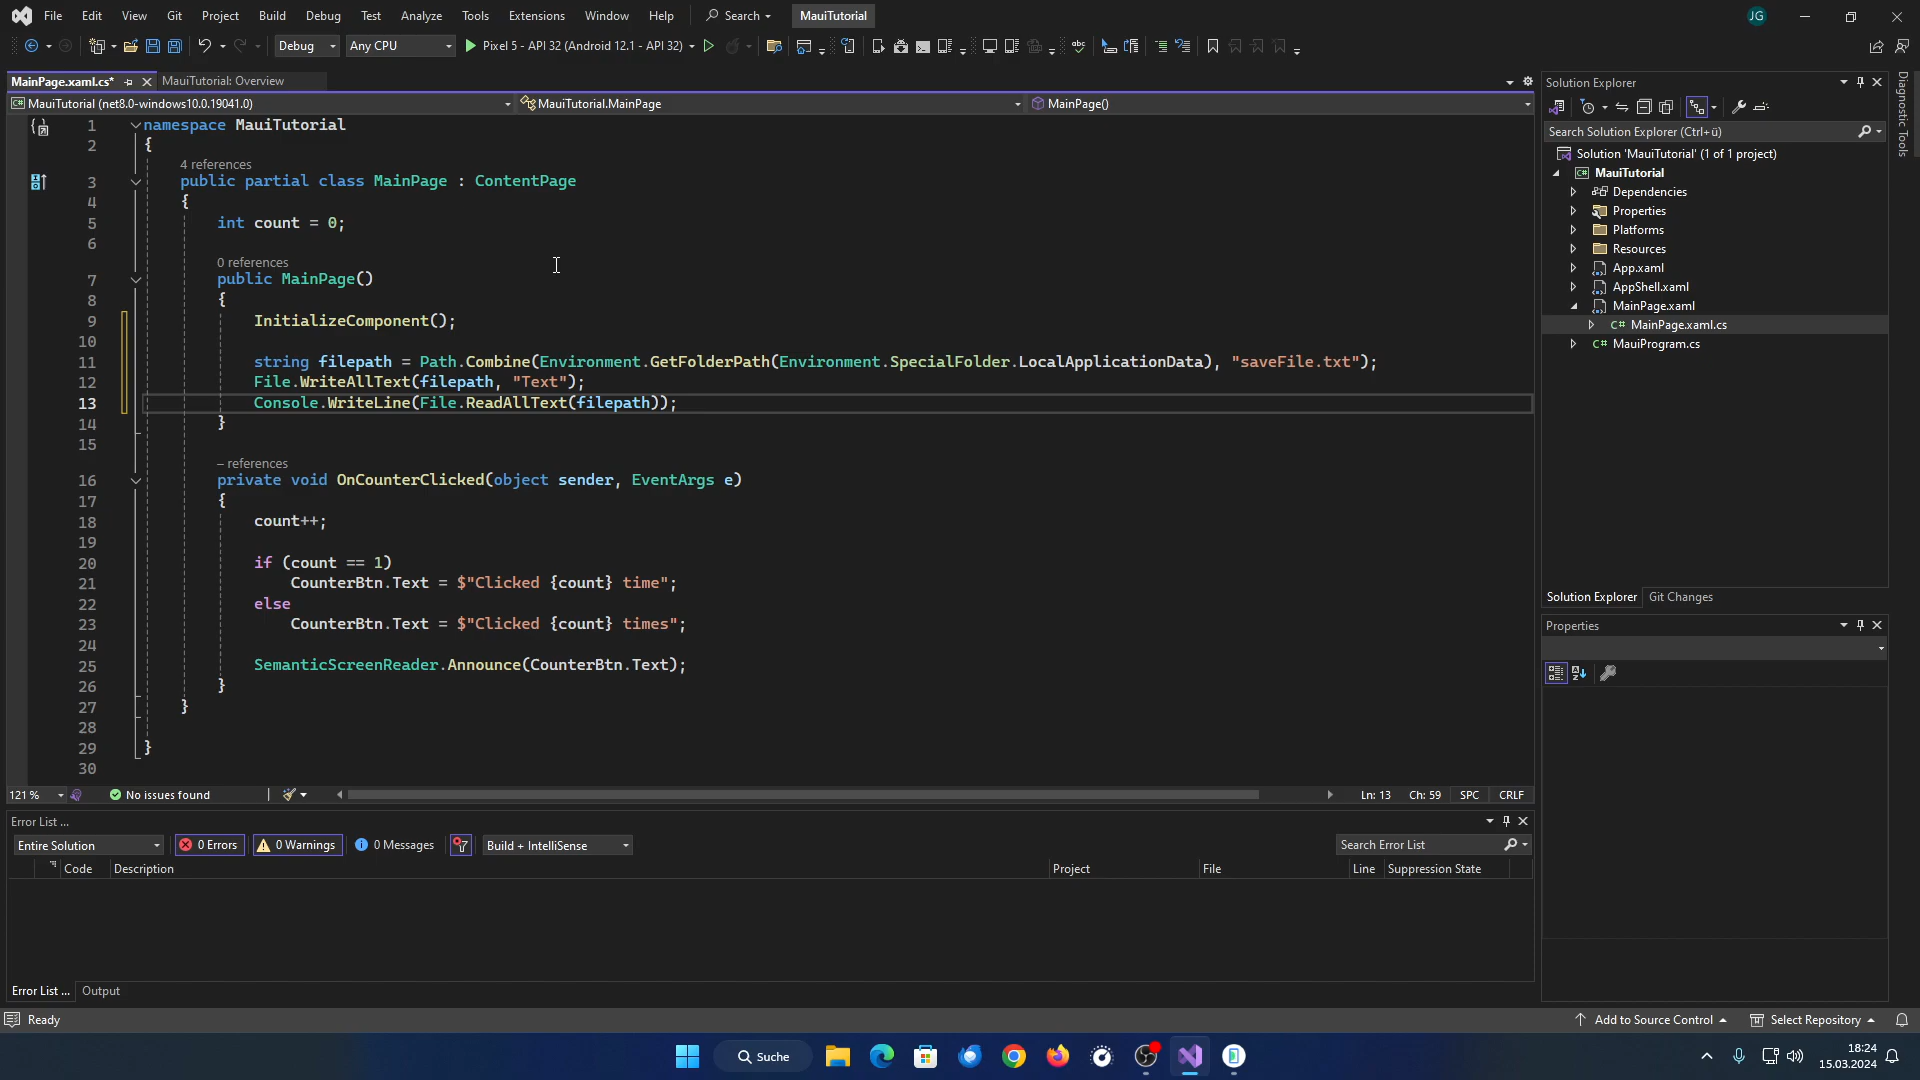 File Edit View Git Project Build Debug Test Analyze Tools Extensions Window Help Search MauiTutorial JG
Debug Any CPU Pixel 5 - API 32 (Android 12.1 - API 32)
MainPage.xaml.cs* MauiTutorial: Overview
MauiTutorial (net8.0-windows10.0.19041.0) MauiTutorial.MainPage MainPage()
1 namespace MauiTutorial
2 {
4 references
3 public partial class MainPage : ContentPage
4 {
5 int count = 0;
6
0 references
7 public MainPage()
8 {
9 InitializeComponent();
10
11 string filepath = Path.Combine(Environment.GetFolderPath(Environment.SpecialFolder.LocalApplicationData), "saveFile.txt");
12 File.WriteAllText(filepath, "Text");
13 Console.WriteLine(File.ReadAllText(filepath));
14 }
15
– references
16 private void OnCounterClicked(object sender, EventArgs e)
17 {
18 count++;
19
20 if (count == 1)
21 CounterBtn.Text = $"Clicked {count} time";
22 else
23 CounterBtn.Text = $"Clicked {count} times";
24
25 SemanticScreenReader.Announce(CounterBtn.Text);
26 }
27 }
28
29 }
30
121 % No issues found Ln: 13 Ch: 59 SPC CRLF
Error List ...
Entire Solution 0 Errors 0 Warnings 0 Messages Build + IntelliSense Search Error List
Code Description Project File Line Suppression State
Error List ... Output
Ready Add to Source Control Select Repository
Solution Explorer
Search Solution Explorer (Ctrl+ü)
Solution 'MauiTutorial' (1 of 1 project)
MauiTutorial
Dependencies
Properties
Platforms
Resources
App.xaml
AppShell.xaml
MainPage.xaml
C# MainPage.xaml.cs
C# MauiProgram.cs
Solution Explorer Git Changes
Properties
Diagnostic Tools
Suche
18:24
15.03.2024